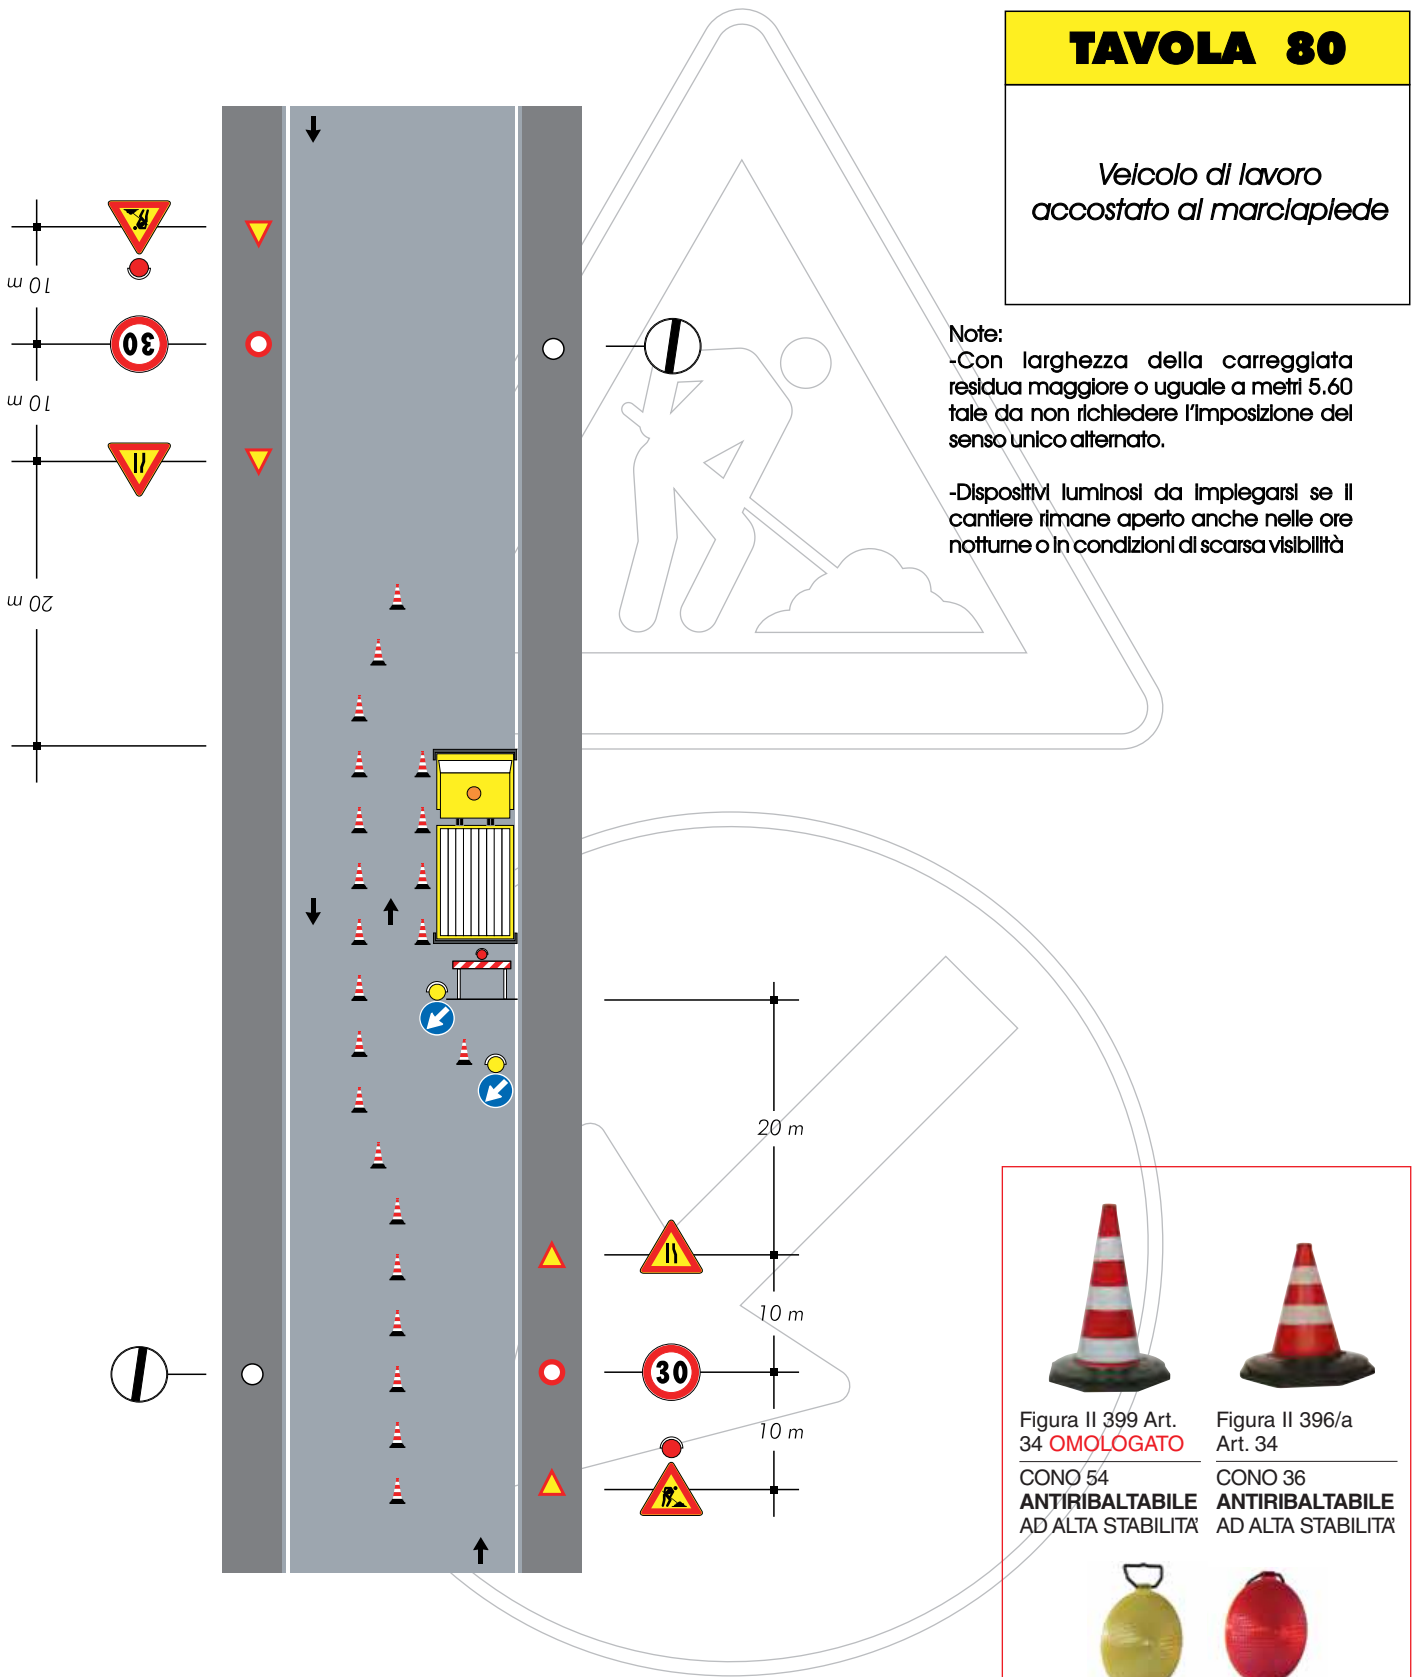 TAVOLA 80
Veicolo di lavoro
accostato al marciapiede
Note:
-Con larghezza della carreggiata
residua maggiore o uguale a metri 5.60
tale da non richiedere l'imposizione del
senso unico alternato.
-Dispositivi luminosi da impiegarsi se il
cantiere rimane aperto anche nelle ore
notturne o in condizioni di scarsa visibilità
10 m
30
10 m
20 m
20 m
10 m
30
10 m
Figura II 399 Art.
34 OMOLOGATO
CONO 54
ANTIRIBALTABILE
AD ALTA STABILITA'
Figura II 396/a
Art. 34
CONO 36
ANTIRIBALTABILE
AD ALTA STABILITA'